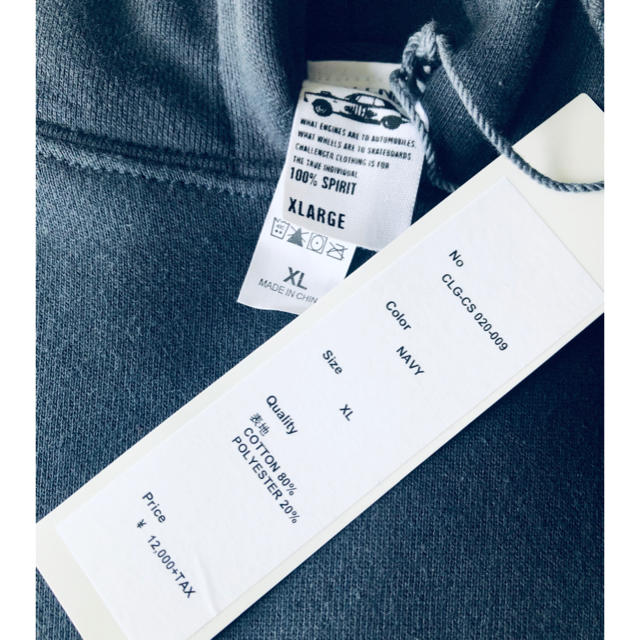 WHAT ENGINES ARE TO AUTOMOBILES,
WHAT WHEELS ARE TO SKATEBOARDS
CHALLENGER CLOTHING IS FOR
THE TRUE INDIVIDUAL
100% SPIRIT
XLARGE
XL
MADE IN CHIN
No
CLG-CS 020-009
Color
NAVY
Size
XL
Quality
表地
COTTON 80%
POLYESTER 20%
Price
¥ 12,000+TAX